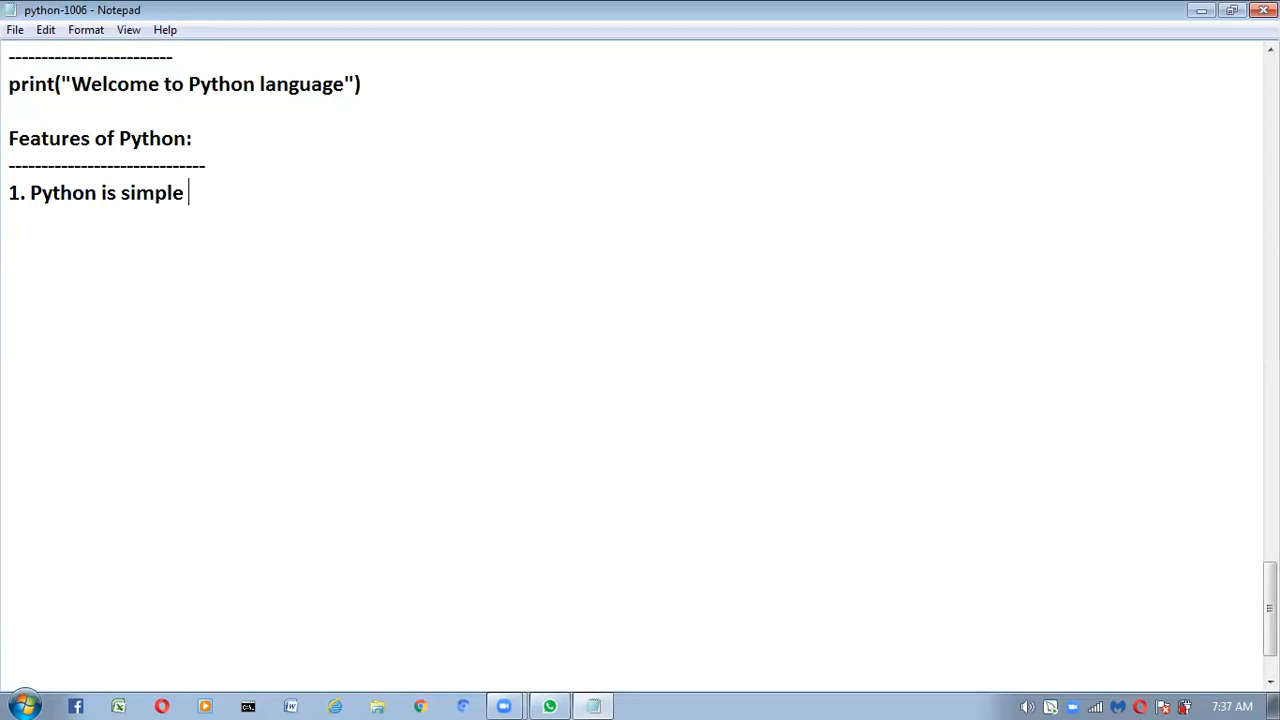 python-1006 - Notepad
File Edit Format View Help
-------------------------
print("Welcome to Python language")
Features of Python:
------------------------------
1. Python is simple
7:37 AM